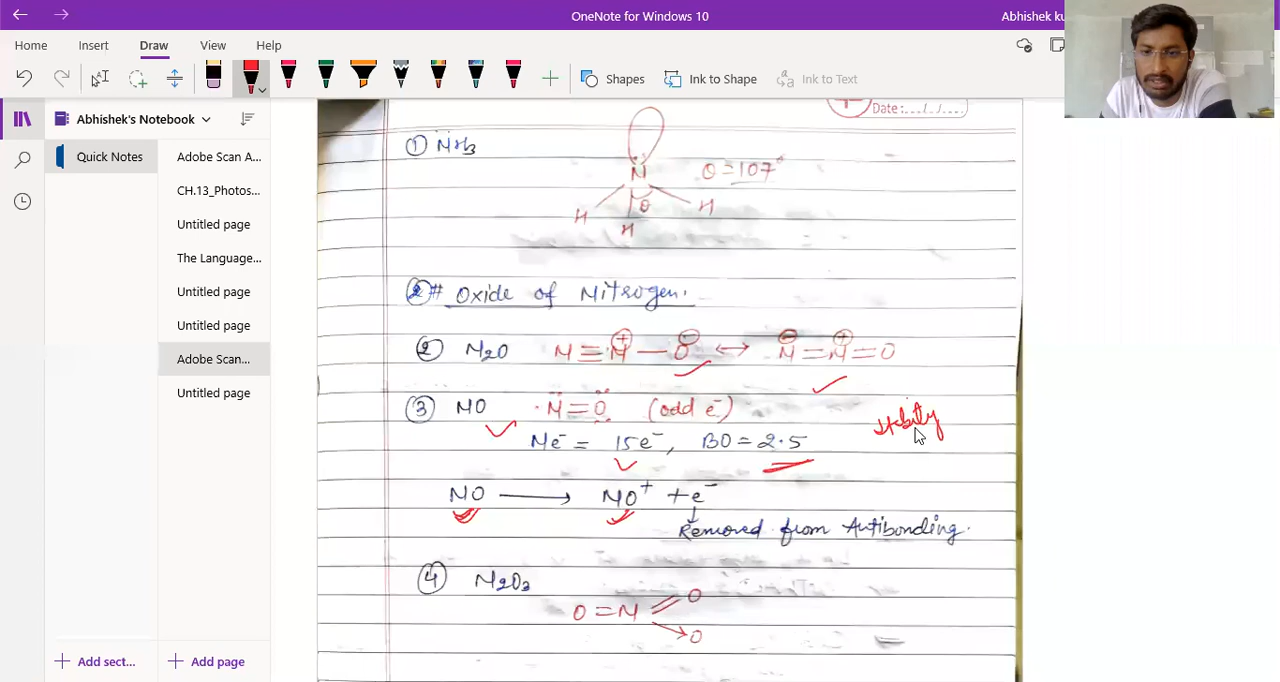 OneNote for Windows 10
Abhishek ku
Home Insert Draw View Help
Shapes Ink to Shape Ink to Text
Abhishek's Notebook
Quick Notes
Adobe Scan A...
CH.13_Photos...
Untitled page
The Language...
Untitled page
Untitled page
Adobe Scan...
Untitled page
Add sect... Add page
Date:.../.../...
① NH₃
N
H H H
θ
θ = 107°
② # Oxide of Nitrogen.
② N₂O N≡N⊕—O⊖ ↔ N⊖=N⊕=O
③ NO ·N̈=Ö (odd e⁻)
stability
Ne⁻ = 15e⁻, BO = 2.5
NO ⟶ NO⁺ + e⁻
↓
Removed from Antibonding.
④ N₂O₃
O=N
O
O